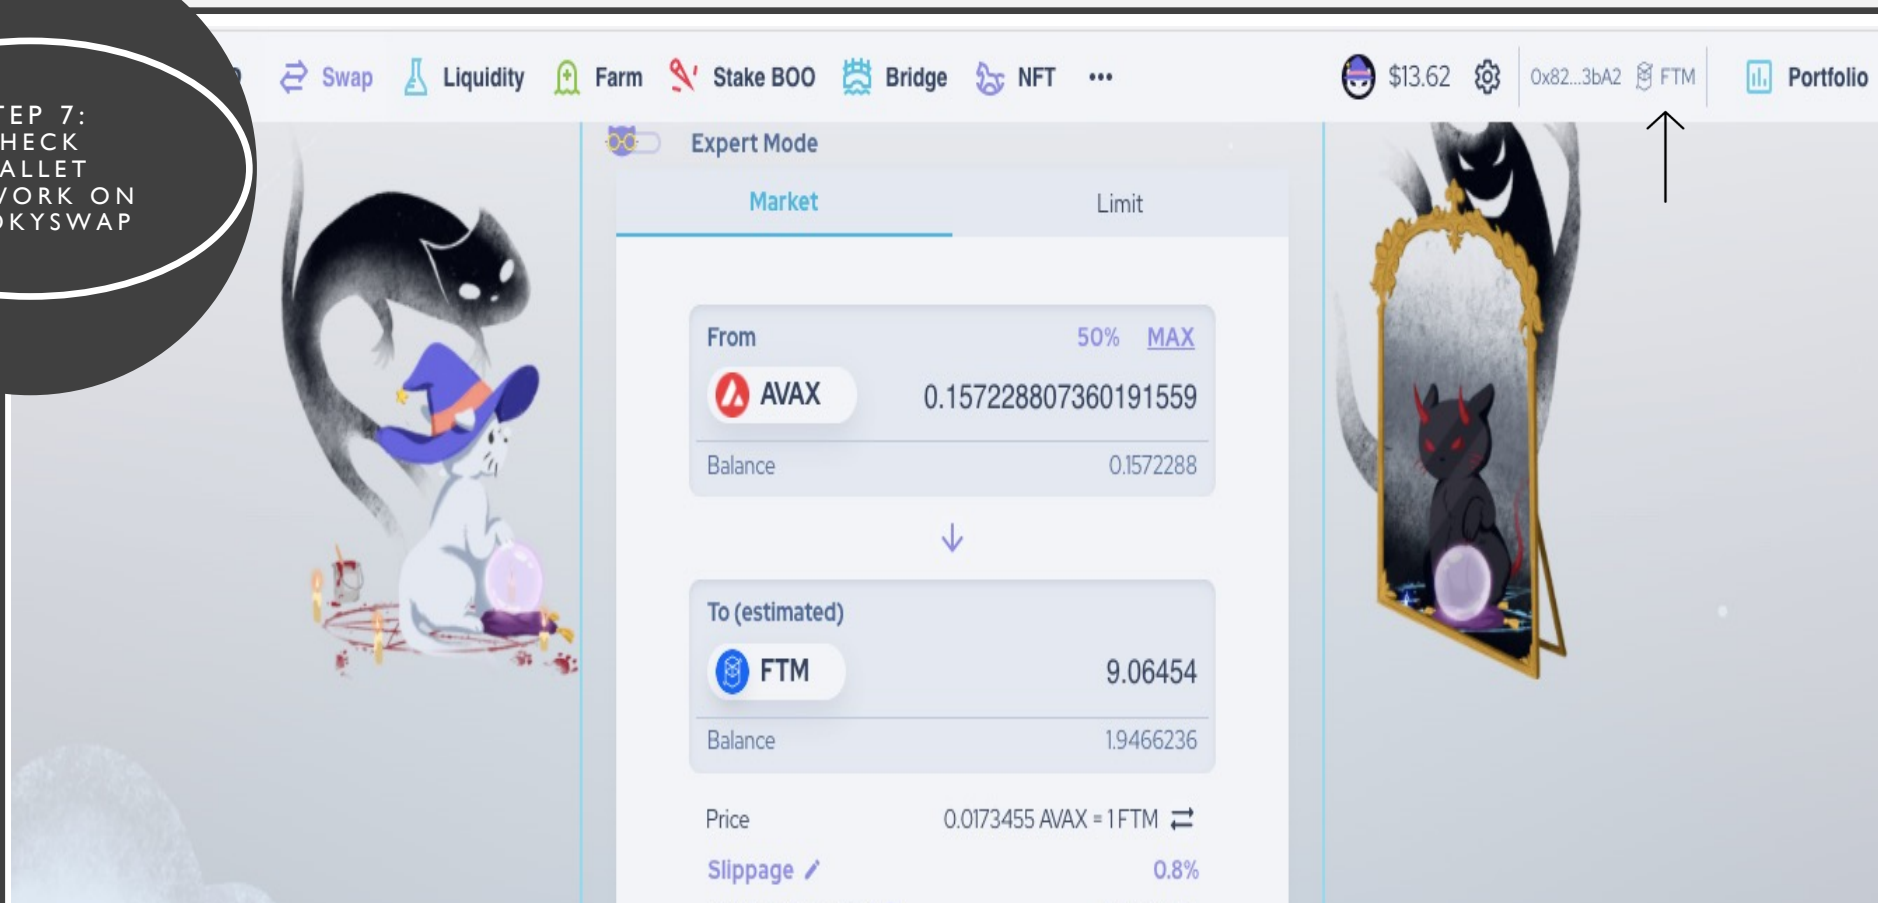 TEP 7:
HECK
ALLET
WORK ON
OKYSWAP
Swap Liquidity Farm Stake BOO Bridge NFT ••• $13.62 0x82...3bA2 FTM Portfolio
Expert Mode
Market Limit
From 50% MAX
AVAX 0.157228807360191559
Balance 0.1572288
To (estimated)
FTM 9.06454
Balance 1.9466236
Price 0.0173455 AVAX = 1 FTM
Slippage 0.8%